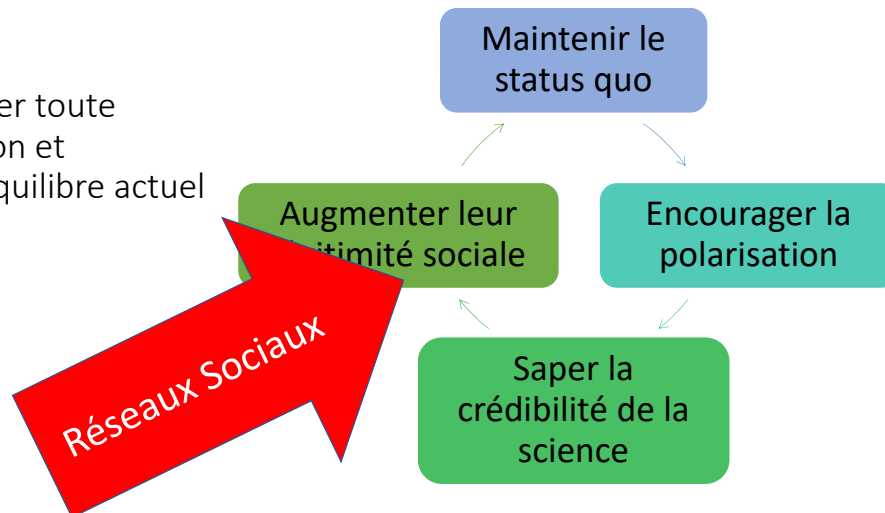 Maintenir le
status quo
er toute
on et
quilibre actuel
Augmenter leur
sociale
Encourager la
polarisation
Réseaux Sociaux
Saper la
crédibilité de la
science